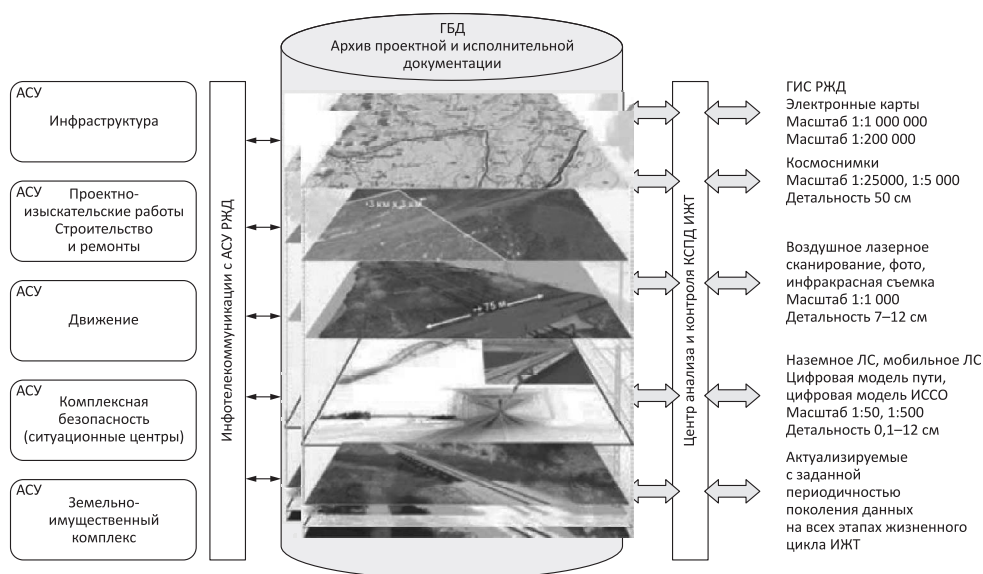 ГБД
Архив проектной и исполнительной
документации
АСУ
Инфраструктура
АСУ
Проектно-
изыскательские работы
Строительство
и ремонты
АСУ
Движение
АСУ
Комплексная
безопасность
(ситуационные центры)
АСУ
Земельно-
имущественный
комплекс
Инфотелекоммуникации с АСУ РЖД
3 км x 3 км
± 75 м
Центр анализа и контроля КСПД ИЖТ
ГИС РЖД
Электронные карты
Масштаб 1:1 000 000
Масштаб 1:200 000
Космоснимки
Масштаб 1:25000, 1:5 000
Детальность 50 см
Воздушное лазерное
сканирование, фото,
инфракрасная съемка
Масштаб 1:1 000
Детальность 7–12 см
Наземное ЛС, мобильное ЛС
Цифровая модель пути,
цифровая модель ИССО
Масштаб 1:50, 1:500
Детальность 0,1–12 см
Актуализируемые
с заданной
периодичностью
поколения данных
на всех этапах жизненного
цикла ИЖТ